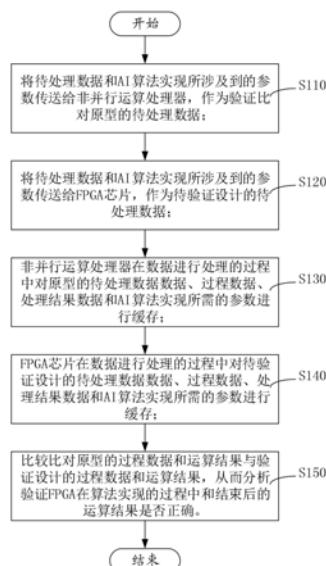 开始
将待处理数据和AI算法实现所涉及到的参
数传送给非并行运算处理器，作为验证比
对原型的待处理数据；
S110
将待处理数据和AI算法实现所涉及到的
参数传送给FPGA芯片，作为待验证设计的待
处理数据；
S120
非并行运算处理器在数据进行处理的过程
中对原型的待处理数据数据、过程数据、
处理结果数据和AI算法实现所需的参数进
行缓存；
S130
FPGA芯片在数据进行处理的过程中对待验
证设计的待处理数据数据、过程数据、处
理结果数据和AI算法实现所需的参数进行
缓存；
S140
比较比对原型的过程数据和运算结果与验
证设计的过程数据和运算结果，从而分析
验证FPGA在算法实现的过程中和结束后的
运算结果是否正确。
S150
结束